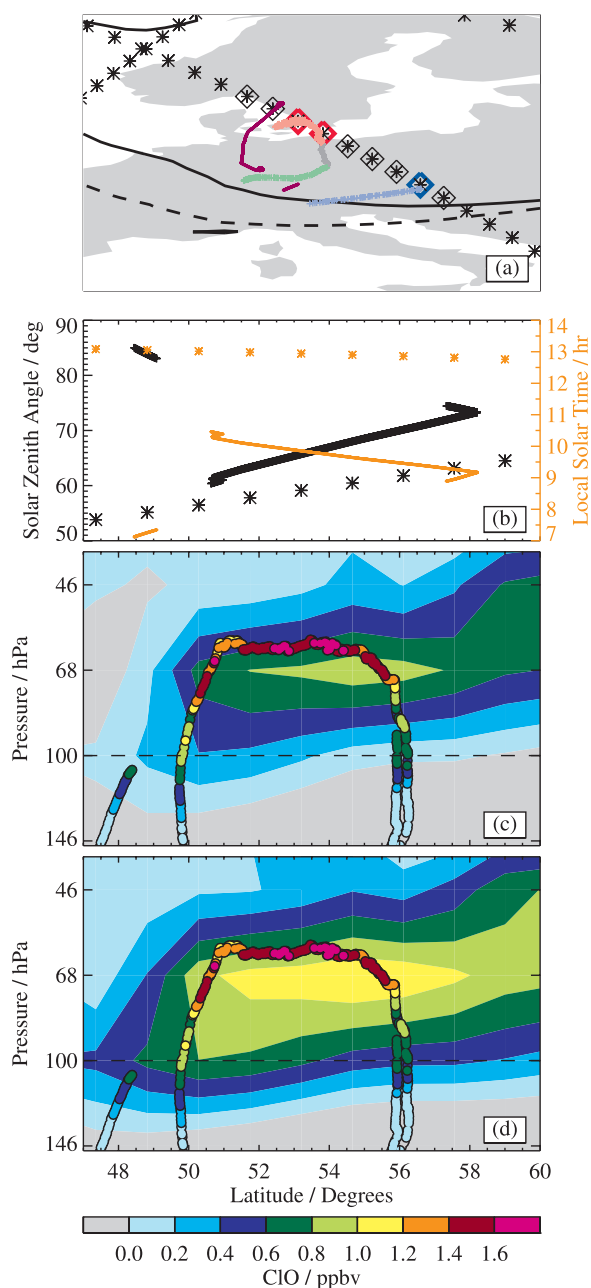 (a)
Solar Zenith Angle / deg
90
80
70
60
50
Local Solar Time / hr
14
13
12
11
10
9
8
7
(b)
Pressure / hPa
46
68
100
146
(c)
Pressure / hPa
46
68
100
146
(d)
48 50 52 54 56 58 60
Latitude / Degrees
0.0 0.2 0.4 0.6 0.8 1.0 1.2 1.4 1.6
ClO / ppbv